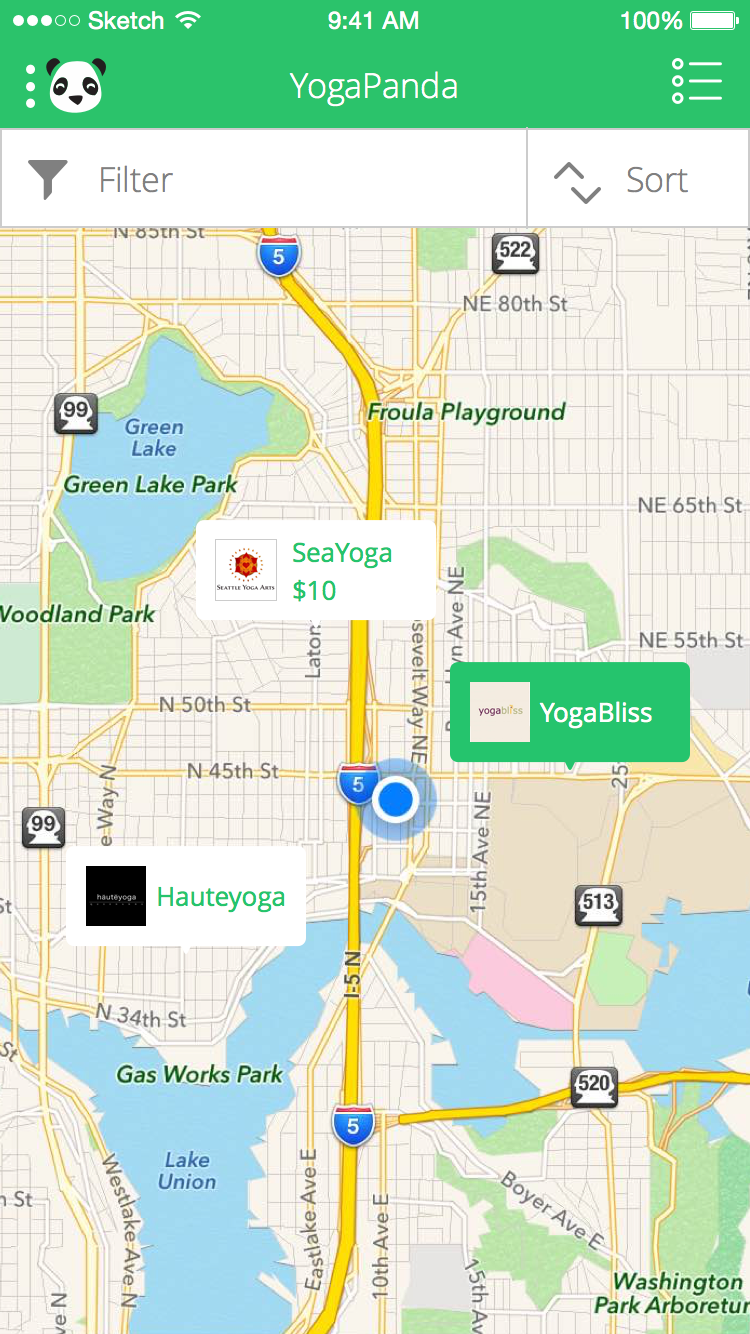 Sketch 9:41 AM 100%
YogaPanda
Filter Sort
N 85th St
5
522
NE 80th St
99
Green
Lake
Froula Playground
Green Lake Park
NE 65th St
SeaYoga
$10
SEATTLE YOGA ARTS
Woodland Park
NE 55th St
YogaBliss
yogabliss
N 50th St
N 45th St
5
15th Ave NE
99
Hauteyoga
hauteyoga
513
I-5 N
N 34th St
Gas Works Park
520
5
Lake
Union
Westlake Ave N
Eastlake Ave E
10th Ave E
Boyer Ave E
Washington